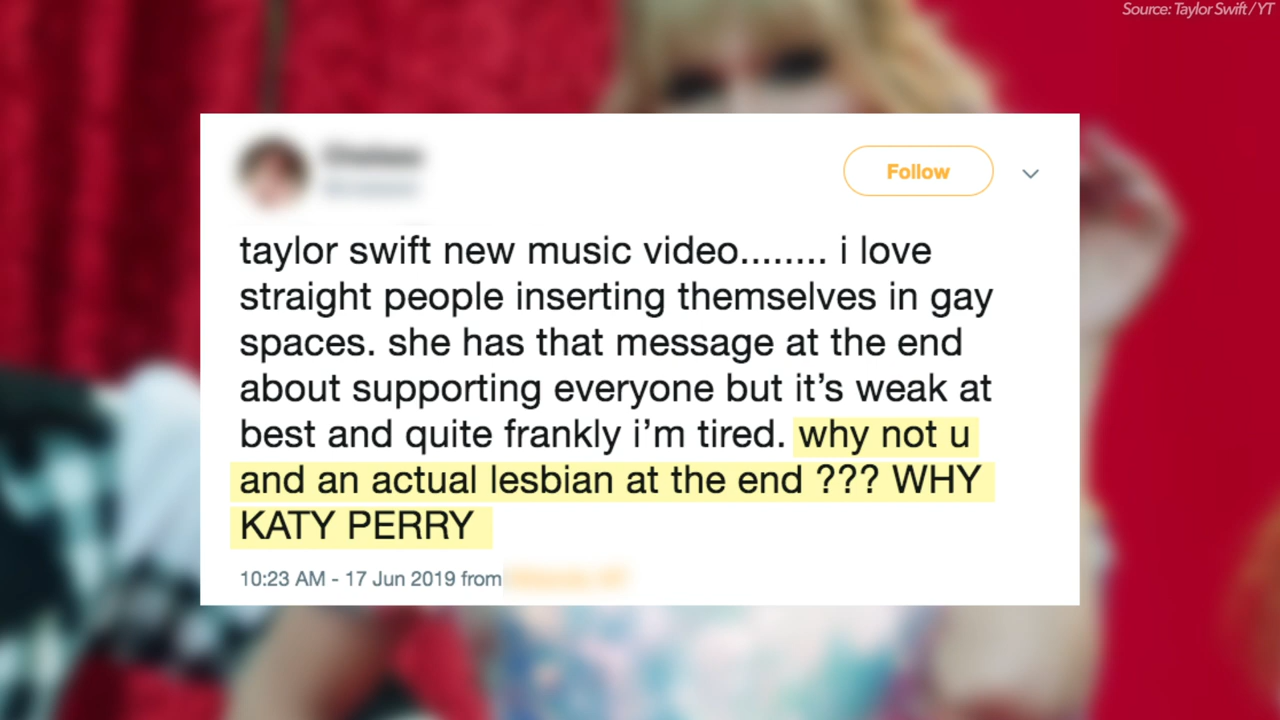 Source: Taylor Swift / YT
Follow
taylor swift new music video........ i love
straight people inserting themselves in gay
spaces. she has that message at the end
about supporting everyone but it’s weak at
best and quite frankly i’m tired. why not u
and an actual lesbian at the end ??? WHY
KATY PERRY
10:23 AM - 17 Jun 2019 from